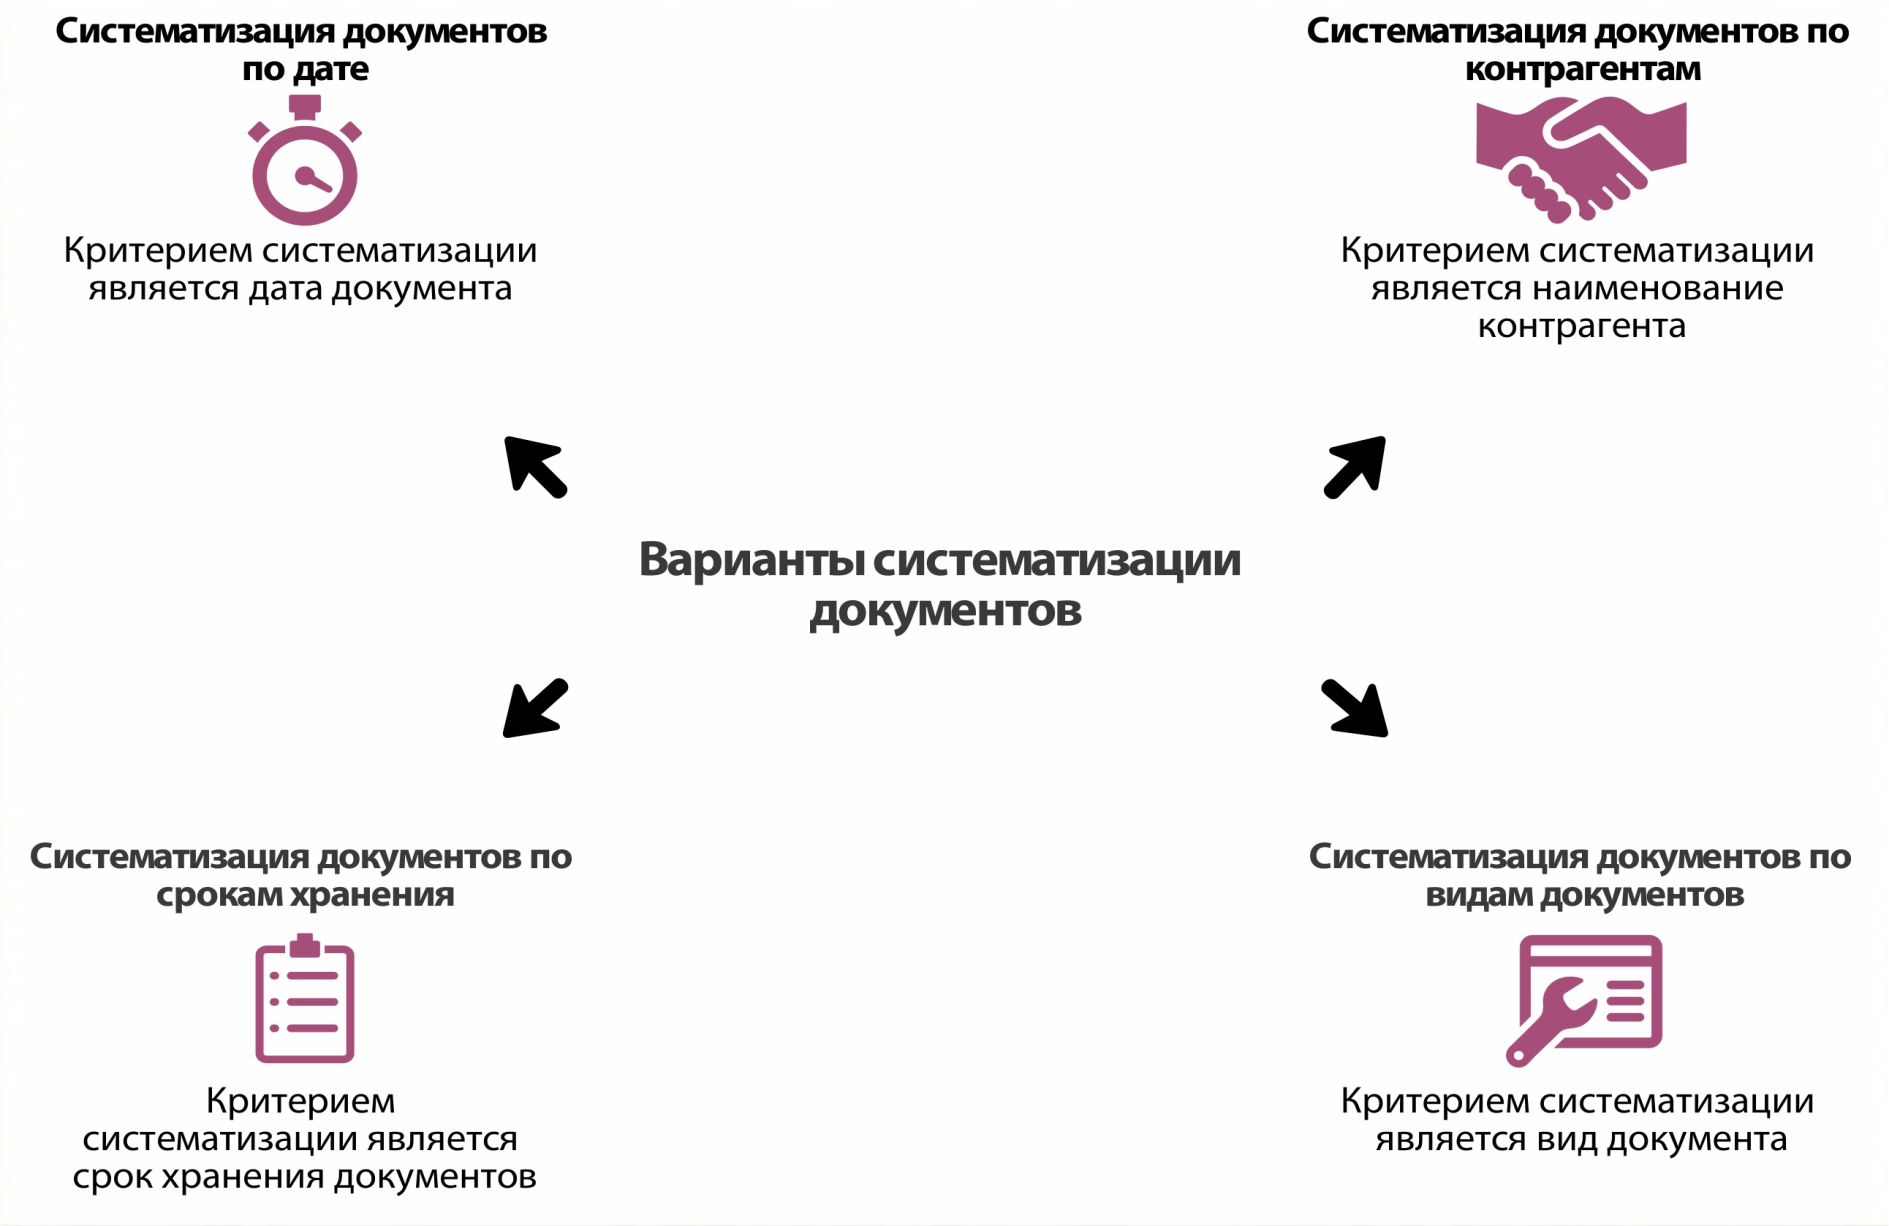 Систематизация документов
по дате
Критерием систематизации
является дата документа
Систематизация документов по
контрагентам
Критерием систематизации
является наименование
контрагента
Варианты систематизации
документов
Систематизация документов по
срокам хранения
Критерием
систематизации является
срок хранения документов
Систематизация документов по
видам документов
Критерием систематизации
является вид документа